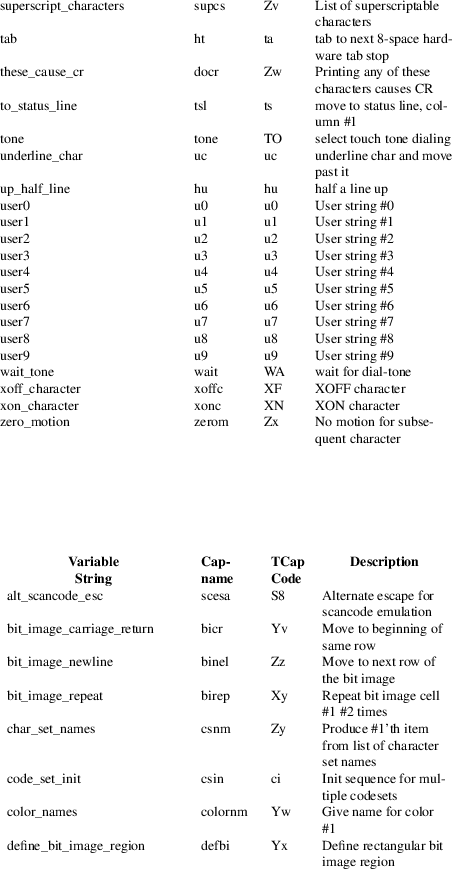 superscript_characters supcs Zv List of superscriptable
characters
tab ht ta tab to next 8-space hard-
ware tab stop
these_cause_cr docr Zw Printing any of these
characters causes CR
to_status_line tsl ts move to status line, col-
umn #1
tone tone TO select touch tone dialing
underline_char uc uc underline char and move
past it
up_half_line hu hu half a line up
user0 u0 u0 User string #0
user1 u1 u1 User string #1
user2 u2 u2 User string #2
user3 u3 u3 User string #3
user4 u4 u4 User string #4
user5 u5 u5 User string #5
user6 u6 u6 User string #6
user7 u7 u7 User string #7
user8 u8 u8 User string #8
user9 u9 u9 User string #9
wait_tone wait WA wait for dial-tone
xoff_character xoffc XF XOFF character
xon_character xonc XN XON character
zero_motion zerom Zx No motion for subse-
quent character
Variable Cap- TCap Description
String name Code
alt_scancode_esc scesa S8 Alternate escape for
scancode emulation
bit_image_carriage_return bicr Yv Move to beginning of
same row
bit_image_newline binel Zz Move to next row of
the bit image
bit_image_repeat birep Xy Repeat bit image cell
#1 #2 times
char_set_names csnm Zy Produce #1'th item
from list of character
set names
code_set_init csin ci Init sequence for mul-
tiple codesets
color_names colornm Yw Give name for color
#1
define_bit_image_region defbi Yx Define rectangular bit
image region